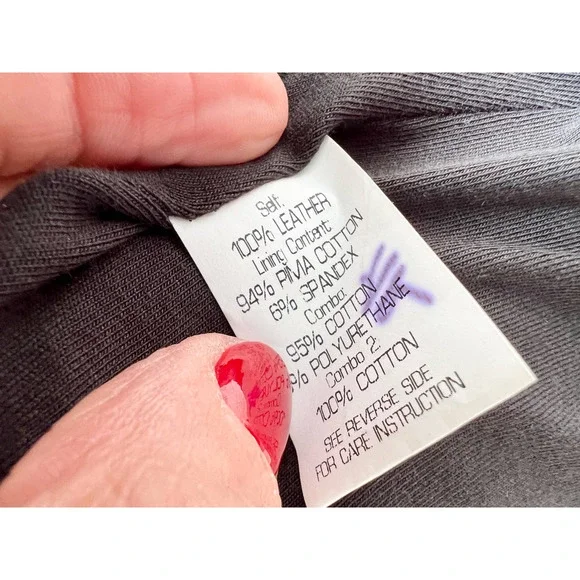 Self:
100% LEATHER
Lining Content
94% PIMA COTTON
6% SPANDEX
Combo:
95% COTTON
% POLYURETHANE
Combo 2:
100% COTTON
SEE REVERSE SIDE
FOR CARE INSTRUCTION